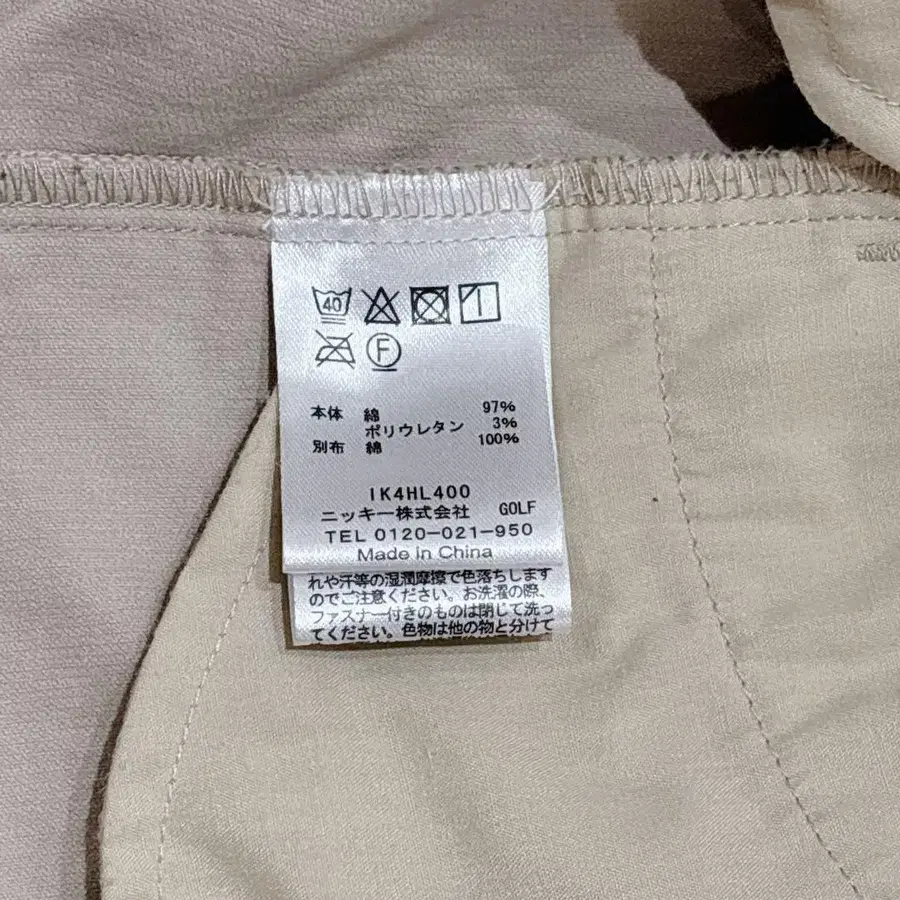 40
F
本体 綿 97%
ポリウレタン 3%
別布 綿 100%
IK4HL400
ニッキー株式会社 GOLF
TEL 0120-021-950
Made in China
れや汗等の湿潤摩擦で色落ちします
のでご注意ください。お洗濯の際、
ファスナー付きのものは閉じて洗っ
てください。色物は他の物と分けて